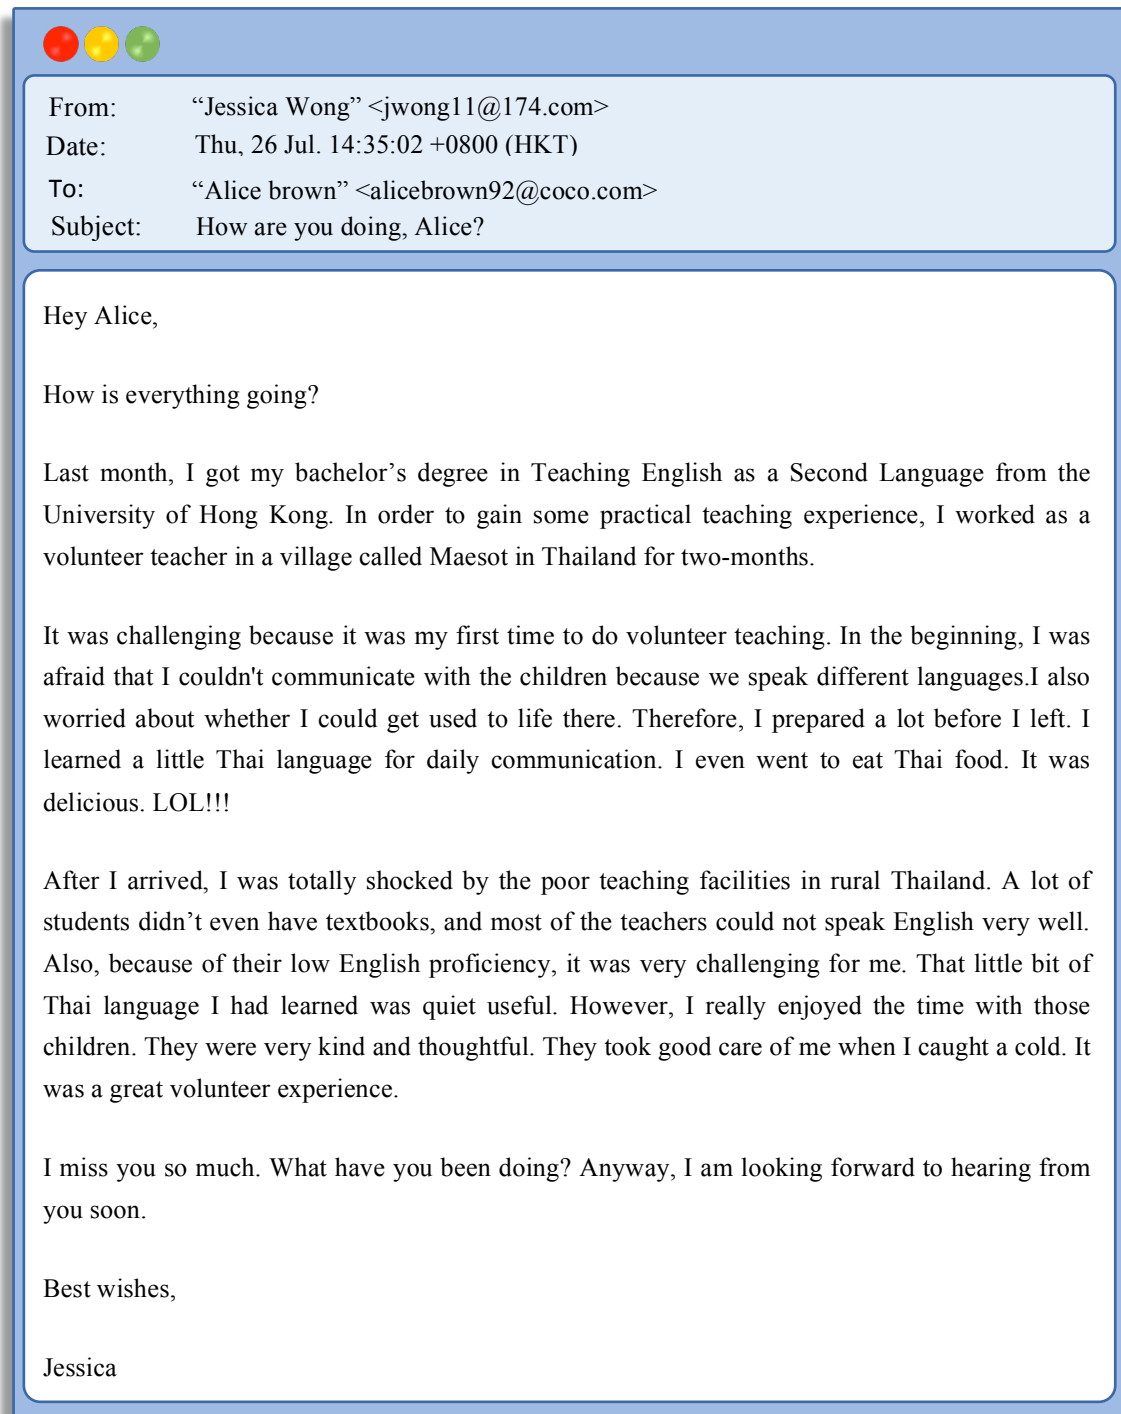 From: “Jessica Wong” <jwong11@174.com>
Date: Thu, 26 Jul. 14:35:02 +0800 (HKT)
To: “Alice brown” <alicebrown92@coco.com>
Subject: How are you doing, Alice?
Hey Alice,
How is everything going?
Last month, I got my bachelor’s degree in Teaching English as a Second Language from the
University of Hong Kong. In order to gain some practical teaching experience, I worked as a
volunteer teacher in a village called Maesot in Thailand for two-months.
It was challenging because it was my first time to do volunteer teaching. In the beginning, I was
afraid that I couldn't communicate with the children because we speak different languages.I also
worried about whether I could get used to life there. Therefore, I prepared a lot before I left. I
learned a little Thai language for daily communication. I even went to eat Thai food. It was
delicious. LOL!!!
After I arrived, I was totally shocked by the poor teaching facilities in rural Thailand. A lot of
students didn’t even have textbooks, and most of the teachers could not speak English very well.
Also, because of their low English proficiency, it was very challenging for me. That little bit of
Thai language I had learned was quiet useful. However, I really enjoyed the time with those
children. They were very kind and thoughtful. They took good care of me when I caught a cold. It
was a great volunteer experience.
I miss you so much. What have you been doing? Anyway, I am looking forward to hearing from
you soon.
Best wishes,
Jessica